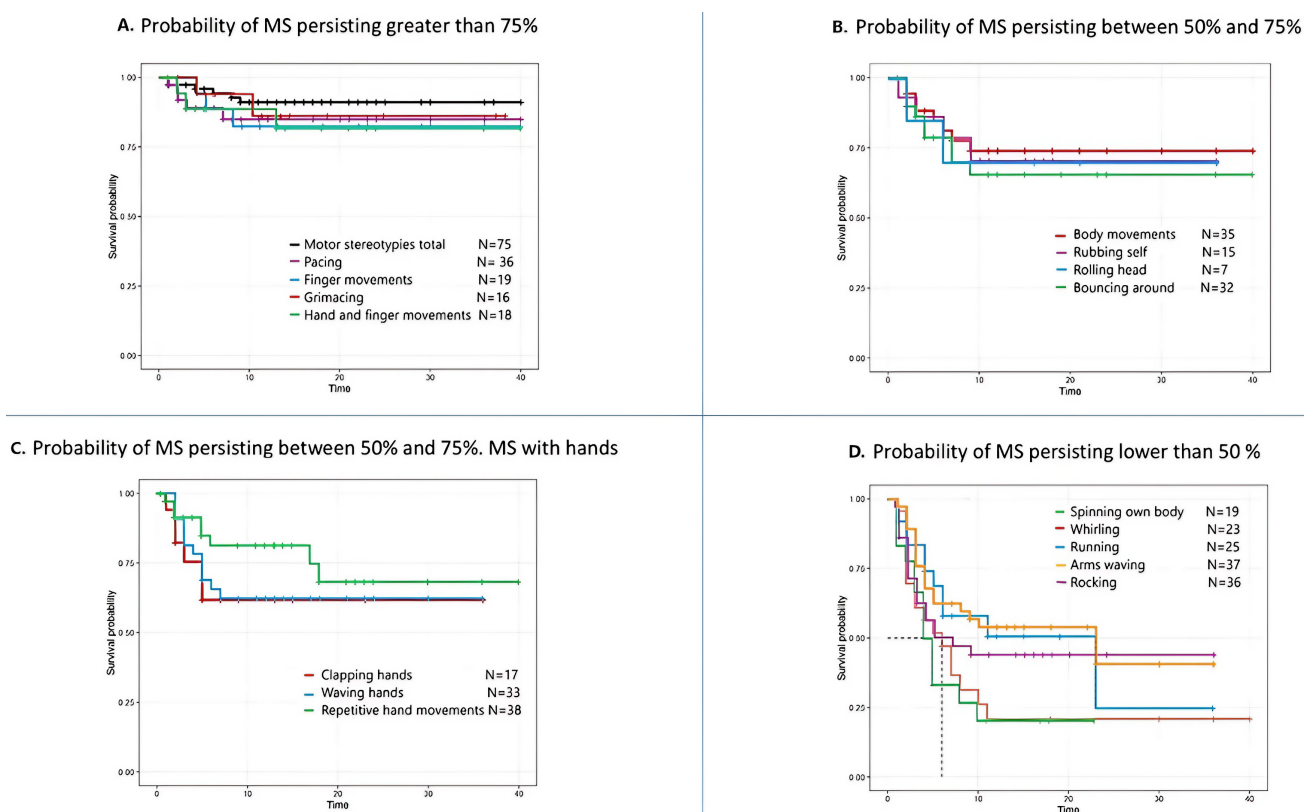 A. Probability of MS persisting greater than 75%
1 00
0.75
0 50
0.25
0 00
Survival probability
Motor stereotypies total N=75
Pacing N= 36
Finger movements N=19
Grimacing N=16
Hand and finger movements N=18
0 10 20 30 40
Timo
B. Probability of MS persisting between 50% and 75%
1 00
0.75
0 50
0.25
0 00
Survival probability
Body movements N=35
Rubbing self N=15
Rolling head N=7
Bouncing around N=32
0 10 20 30 40
Timo
C. Probability of MS persisting between 50% and 75%. MS with hands
1 00
0.75
0 50
0.25
0 00
Survival probability
Clapping hands N=17
Waving hands N=33
Repetitive hand movements N=38
0 10 20 30 40
Timo
D. Probability of MS persisting lower than 50 %
1 00
0.75
0 50
0.25
0 00
Survival probability
Spinning own body N=19
Whirling N=23
Running N=25
Arms waving N=37
Rocking N=36
0 10 20 30 40
Timo